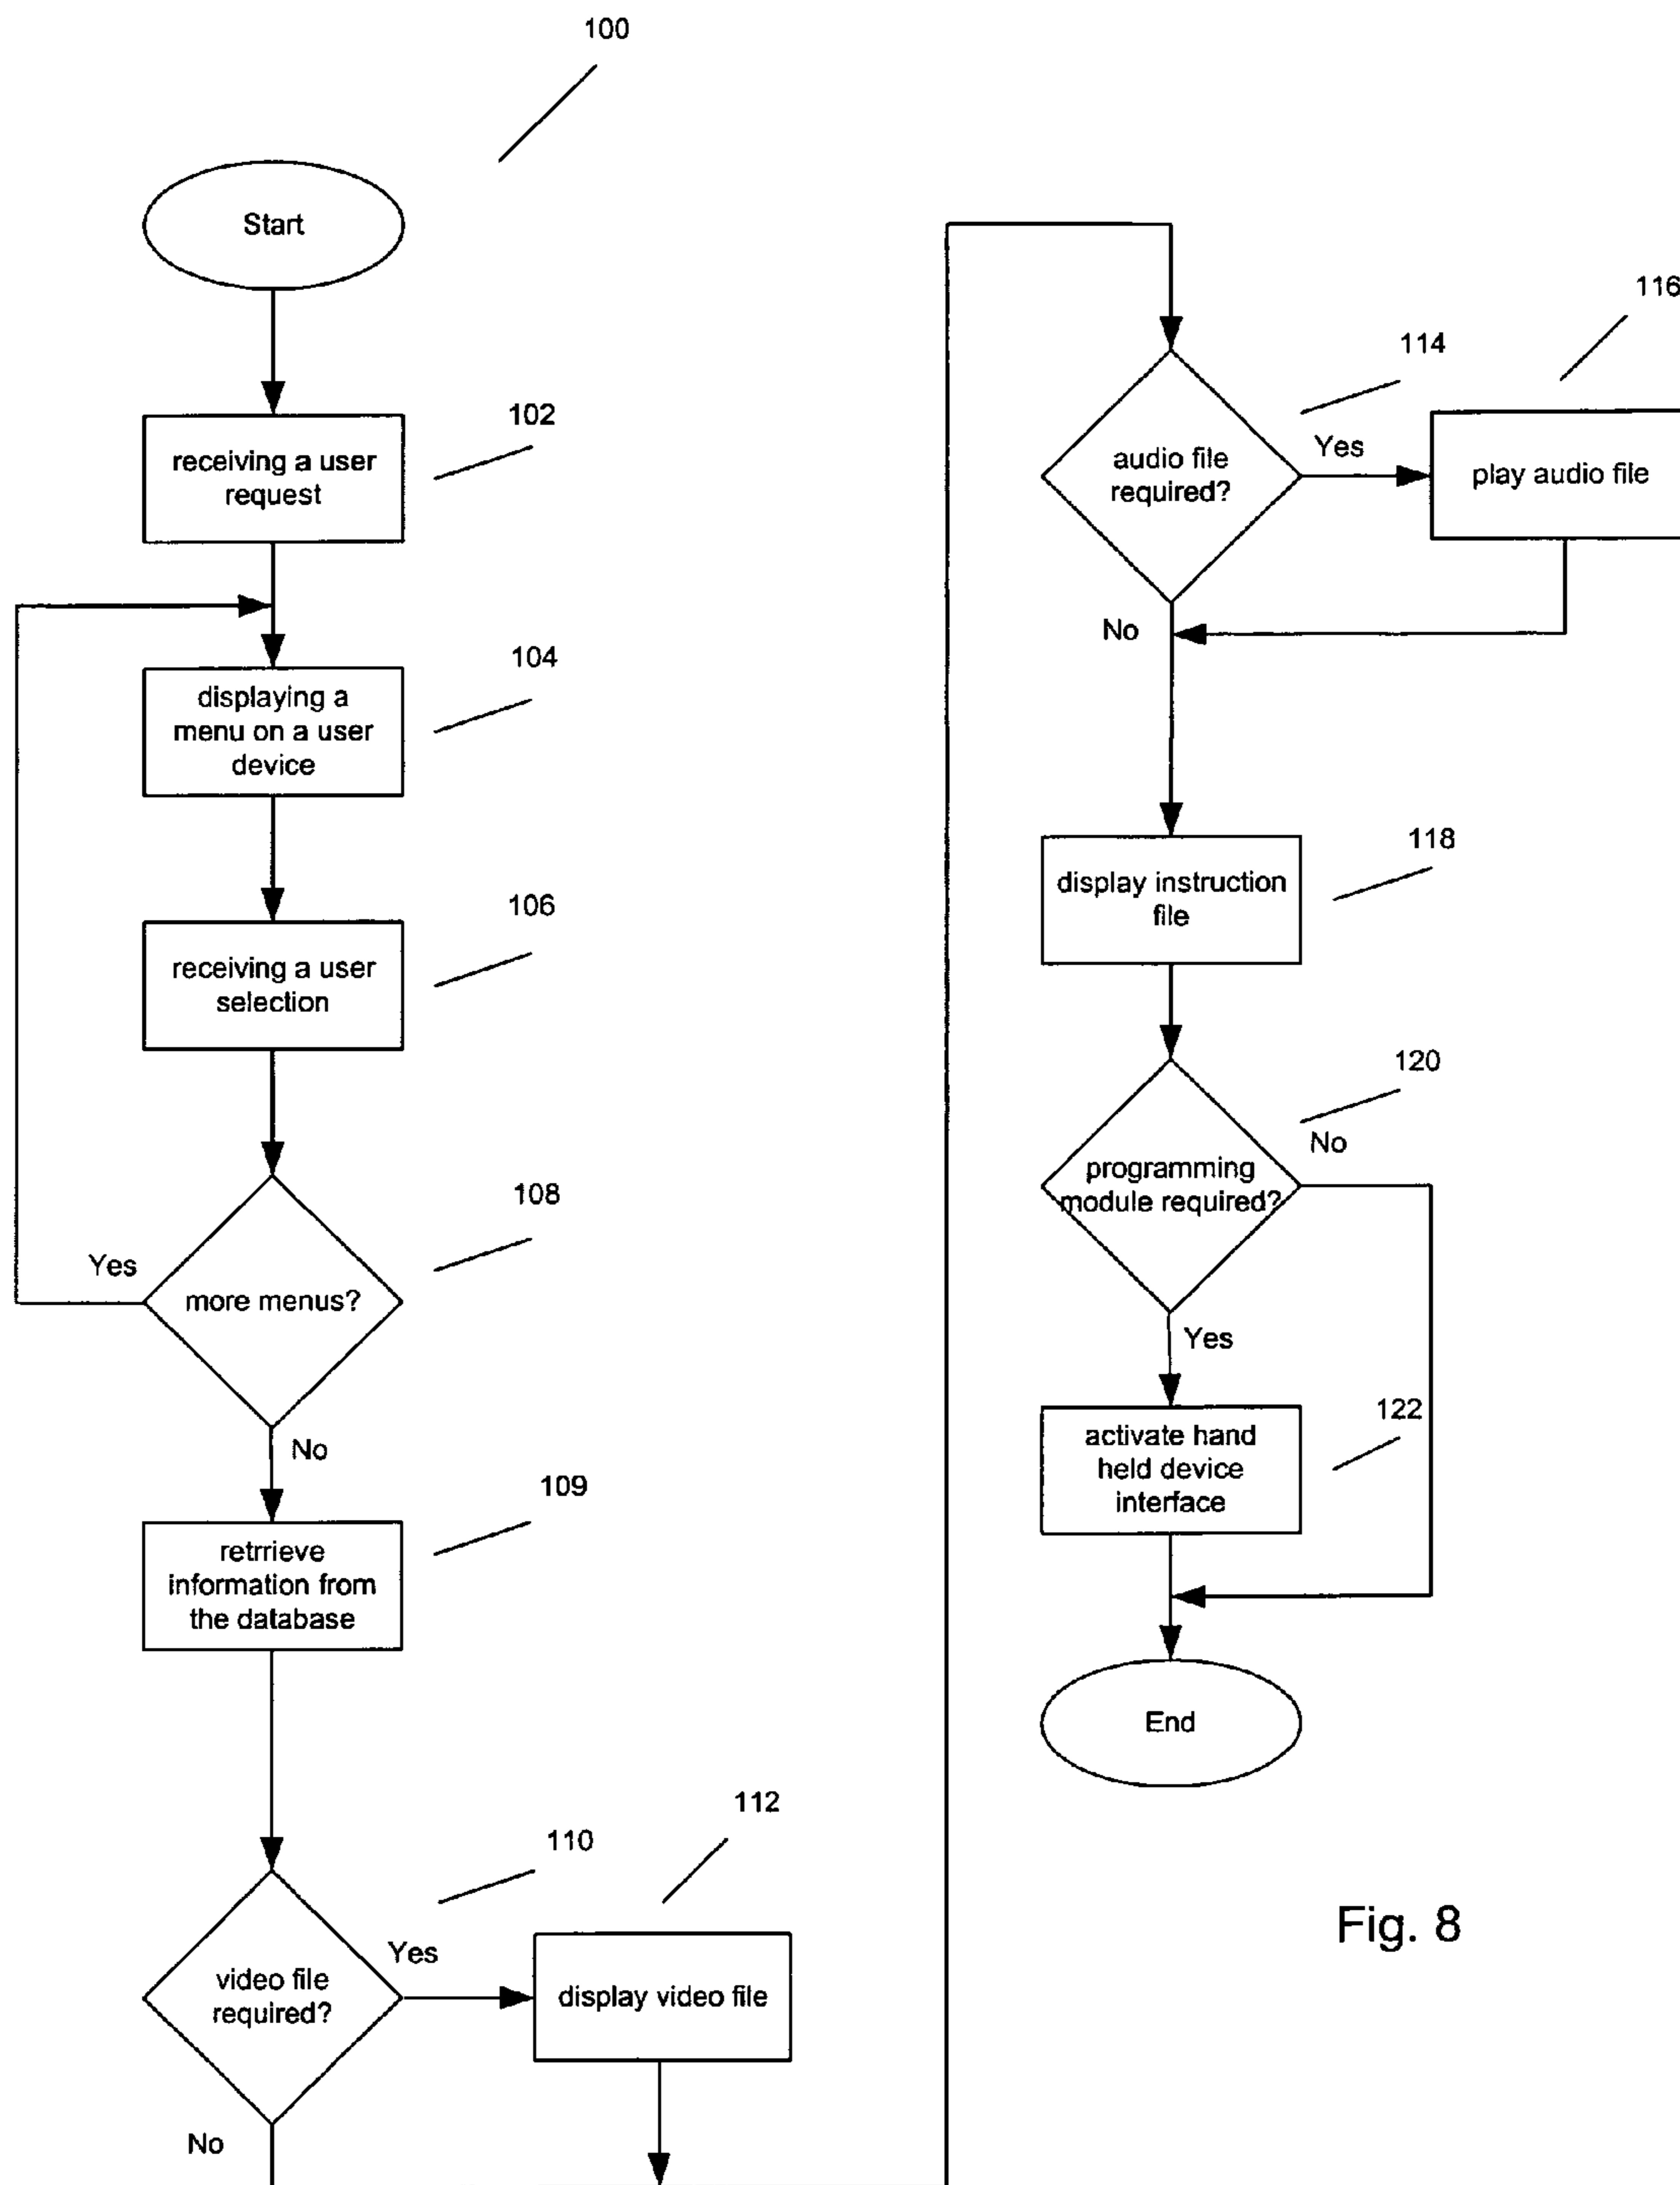 100
Start
102
receiving a user
request
104
displaying a
menu on a user
device
106
receiving a user
selection
108
Yes
more menus?
No
109
retrrieve
information from
the database
110
112
Yes
video file
required?
display video file
No
114
116
audio file
required?
Yes
play audio file
No
118
display instruction
file
120
No
programming
module required?
Yes
122
activate hand
held device
interface
End
Fig. 8